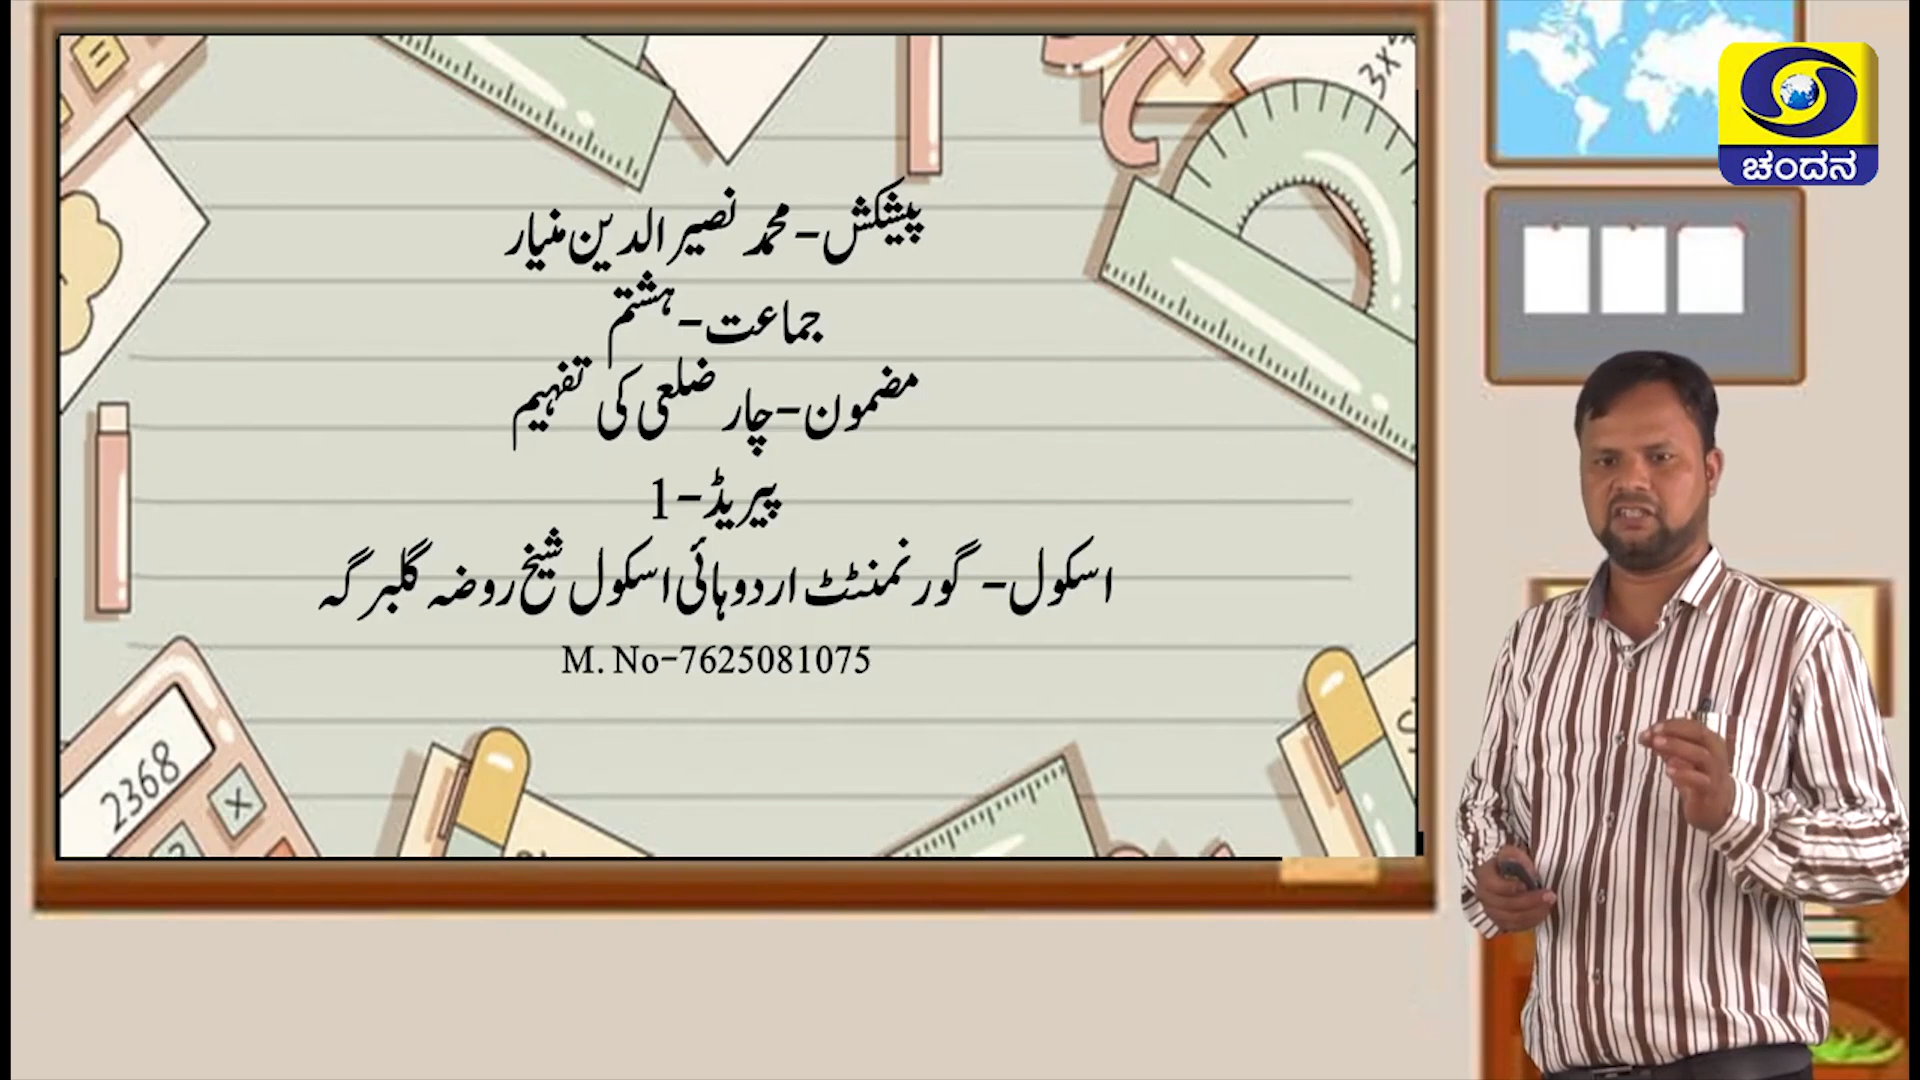 پیشکش-محمد نصیر الدین منیار
جماعت-ہشتم
مضمون-چار ضلعی کی تفہیم
پیریڈ-1
اسکول- گورنمنٹ اردو ہائی اسکول شیخ روضہ گلبرگہ
M. No-7625081075
ಚಂದನ
2368
3x